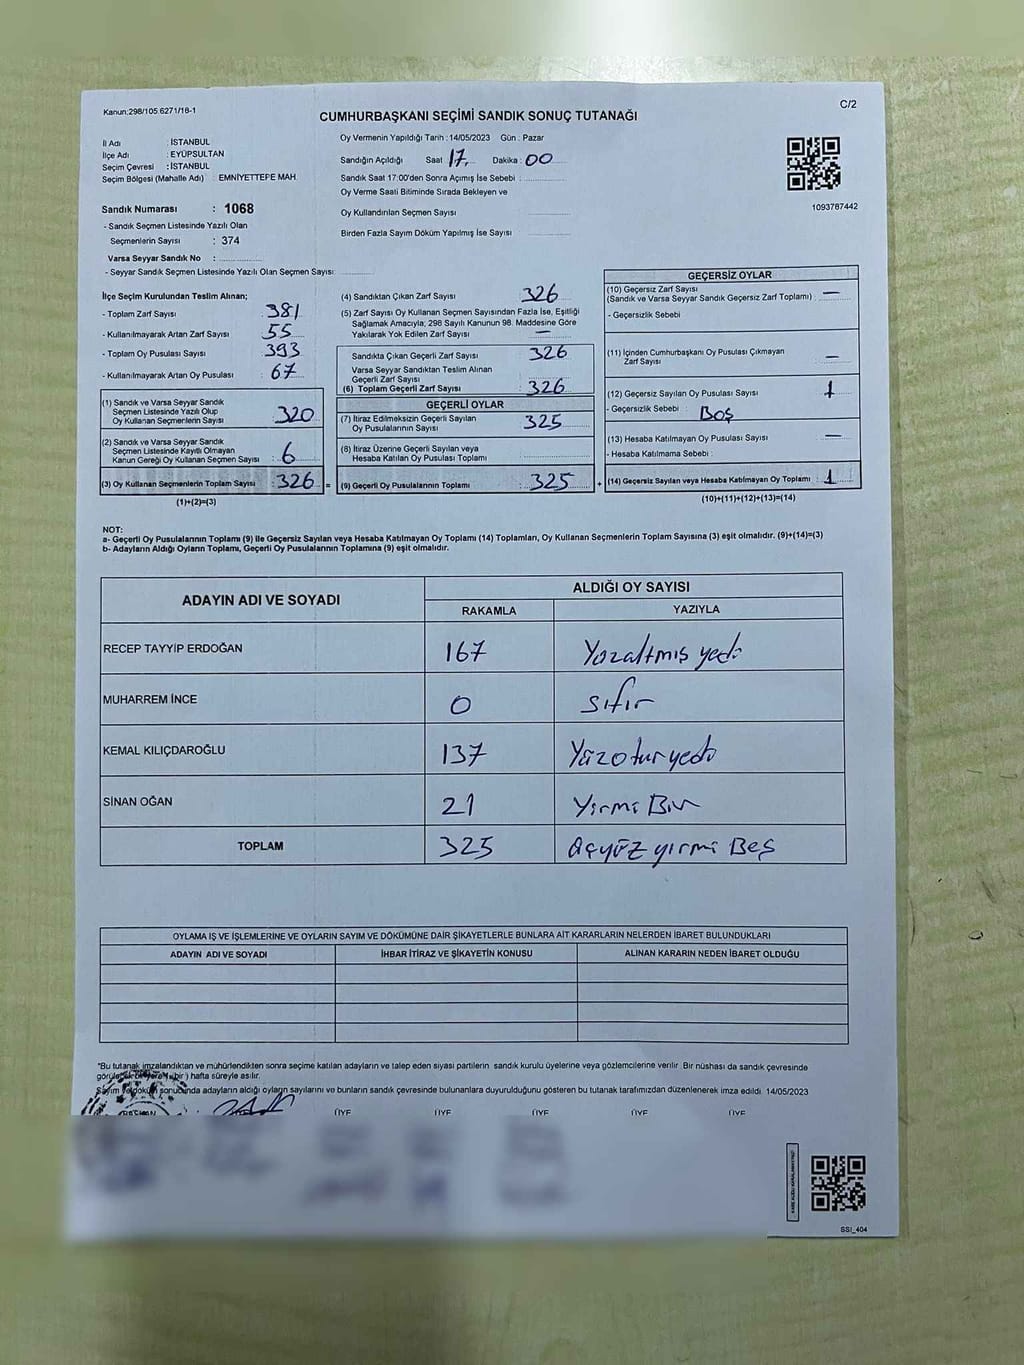 Kanun:298/105 6271/18-1
C/2
CUMHURBAŞKANI SEÇİMİ SANDIK SONUÇ TUTANAĞI
İl Adı : İSTANBUL
İlçe Adı : EYÜPSULTAN
Seçim Çevresi : İSTANBUL
Seçim Bölgesi (Mahalle Adı) EMNİYETTEPE MAH.
Sandık Numarası : 1068
- Sandık Seçmen Listesinde Yazılı Olan
Seçmenlerin Sayısı : 374
Varsa Seyyar Sandık No :
- Seyyar Sandık Seçmen Listesinde Yazılı Olan Seçmen Sayısı:
Oy Vermenin Yapıldığı Tarih : 14/05/2023 Gün : Pazar
Sandığın Açıldığı Saat 17 Dakika : 00
Sandık Saat 17:00'den Sonra Açımış İse Sebebi :
Oy Verme Saati Bitiminde Sırada Bekleyen ve
Oy Kullandırılan Seçmen Sayısı
Birden Fazla Sayım Döküm Yapılmış İse Sayısı
1093787442
İlçe Seçim Kurulundan Teslim Alınan;
- Toplam Zarf Sayısı : 381
- Kullanılmayarak Artan Zarf Sayısı : 55
- Toplam Oy Pusulası Sayısı : 393
- Kullanılmayarak Artan Oy Pusulası : 67
(1) Sandık ve Varsa Seyyar Sandık
Seçmen Listesinde Yazılı Olup
Oy Kullanan Seçmenlerin Sayısı : 320
(2) Sandık ve Varsa Seyyar Sandık
Seçmen Listesinde Kayıtlı Olmayan
Kanun Gereği Oy Kullanan Seçmen Sayısı : 6
(3) Oy Kullanan Seçmenlerin Toplam Sayısı : 326 =
(1)+(2)=(3)
(4) Sandıktan Çıkan Zarf Sayısı 326
(5) Zarf Sayısı Oy Kullanan Seçmen Sayısından Fazla İse, Eşitliği
Sağlamak Amacıyla; 298 Sayılı Kanunun 98. Maddesine Göre
Yakılarak Yok Edilen Zarf Sayısı —
Sandıkta Çıkan Geçerli Zarf Sayısı 326
Varsa Seyyar Sandıktan Teslim Alınan
Geçerli Zarf Sayısı
(6) Toplam Geçerli Zarf Sayısı : 326
GEÇERLİ OYLAR
(7) İtiraz Edilmeksizin Geçerli Sayılan
Oy Pusulalarının Sayısı : 325
(8) İtiraz Üzerine Geçerli Sayılan veya
Hesaba Katılan Oy Pusulası Toplamı
(9) Geçerli Oy Pusulalarının Toplamı : 325 +
GEÇERSİZ OYLAR
(10) Geçersiz Zarf Sayısı
(Sandık ve Varsa Seyyar Sandık Geçersiz Zarf Toplamı) : —
- Geçersizlik Sebebi :
(11) İçinden Cumhurbaşkanı Oy Pusulası Çıkmayan
Zarf Sayısı : —
(12) Geçersiz Sayılan Oy Pusulası Sayısı : 1
- Geçersizlik Sebebi : BOŞ
(13) Hesaba Katılmayan Oy Pusulası Sayısı : —
- Hesaba Katılmama Sebebi :
(14) Geçersiz Sayılan veya Hesaba Katılmayan Oy Toplamı : 1
(10)+(11)+(12)+(13)=(14)
NOT:
a- Geçerli Oy Pusulalarının Toplamı (9) ile Geçersiz Sayılan veya Hesaba Katılmayan Oy Toplamı (14) Toplamları, Oy Kullanan Seçmenlerin Toplam Sayısına (3) eşit olmalıdır. (9)+(14)=(3)
b- Adayların Aldığı Oyların Toplamı, Geçerli Oy Pusulalarının Toplamına (9) eşit olmalıdır.
ADAYIN ADI VE SOYADI
ALDIĞI OY SAYISI
RAKAMLA YAZIYLA
RECEP TAYYİP ERDOĞAN 167 Yüzaltmış yedi
MUHARREM İNCE 0 sıfır
KEMAL KILIÇDAROĞLU 137 Yüzotuzyedi
SİNAN OĞAN 21 Yirmi Bir
TOPLAM 325 üçyüz yirmi Beş
OYLAMA İŞ VE İŞLEMLERİNE VE OYLARIN SAYIM VE DÖKÜMÜNE DAİR ŞİKAYETLERLE BUNLARA AİT KARARLARIN NELERDEN İBARET BULUNDUKLARI
ADAYIN ADI VE SOYADI İHBAR İTİRAZ VE ŞİKAYETİN KONUSU ALINAN KARARIN NEDEN İBARET OLDUĞU
"Bu tutanak imzalandıktan ve mühürlendikten sonra seçime katılan adayların ve talep eden siyasi partilerin sandık kurulu üyelerine veya gözlemcilerine verilir. Bir nüshası da sandık çevresinde
(bir) hafta süreyle asılır.
Sayım ve döküm sonucunda adayların aldığı oyların sayılarını ve bunların sandık çevresinde bulunanlara duyurulduğunu gösteren bu tutanak tarafımızdan düzenlenerek imza edildi. 14/05/2023
BAŞKAN ÜYE ÜYE ÜYE ÜYE ÜYE
SSI_404